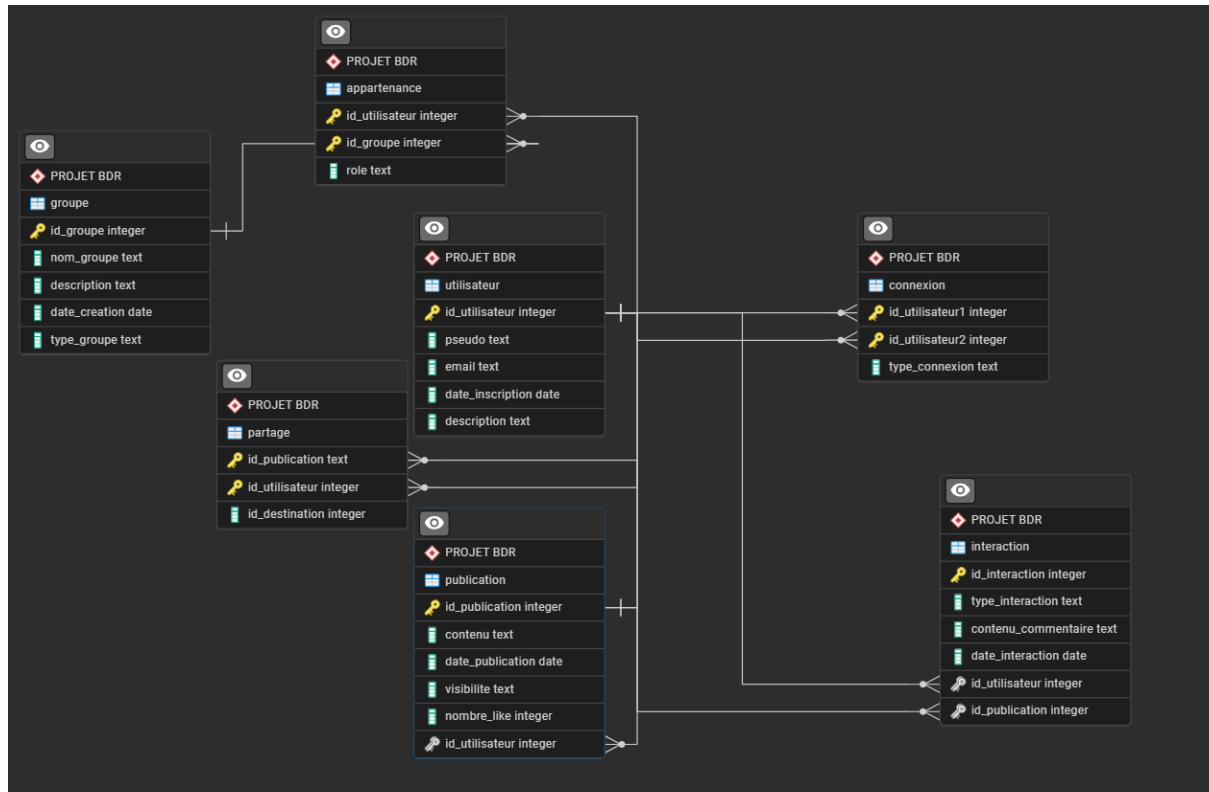 PROJET BDR
appartenance
id_utilisateur integer
id_groupe integer
role text
PROJET BDR
groupe
id_groupe integer
nom_groupe text
description text
date_creation date
type_groupe text
PROJET BDR
utilisateur
id_utilisateur integer
pseudo text
email text
date_inscription date
description text
PROJET BDR
connexion
id_utilisateur1 integer
id_utilisateur2 integer
type_connexion text
PROJET BDR
partage
id_publication text
id_utilisateur integer
id_destination integer
PROJET BDR
publication
id_publication integer
contenu text
date_publication date
visibilite text
nombre_like integer
id_utilisateur integer
PROJET BDR
interaction
id_interaction integer
type_interaction text
contenu_commentaire text
date_interaction date
id_utilisateur integer
id_publication integer